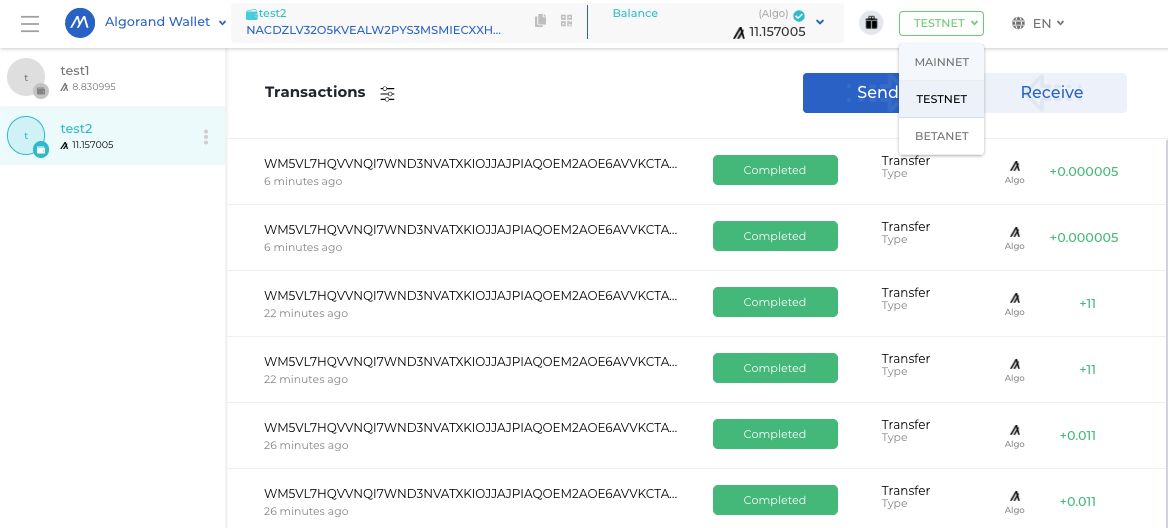 Algorand Wallet
test2
NACDZLV32O5KVEALW2PYS3MSMIECXXH...
Balance
(Algo)
11.157005
TESTNET
EN
MAINNET
TESTNET
BETANET
t
test1
8.830995
t
test2
11.157005
Transactions
Send
Receive
WM5VL7HQVVNQI7WND3NVATXKIOJJAJPIAQOEM2AOE6AVVKCTA...
6 minutes ago
Completed
Transfer
Type
Algo
+0.000005
WM5VL7HQVVNQI7WND3NVATXKIOJJAJPIAQOEM2AOE6AVVKCTA...
6 minutes ago
Completed
Transfer
Type
Algo
+0.000005
WM5VL7HQVVNQI7WND3NVATXKIOJJAJPIAQOEM2AOE6AVVKCTA...
22 minutes ago
Completed
Transfer
Type
Algo
+11
WM5VL7HQVVNQI7WND3NVATXKIOJJAJPIAQOEM2AOE6AVVKCTA...
22 minutes ago
Completed
Transfer
Type
Algo
+11
WM5VL7HQVVNQI7WND3NVATXKIOJJAJPIAQOEM2AOE6AVVKCTA...
26 minutes ago
Completed
Transfer
Type
Algo
+0.011
WM5VL7HQVVNQI7WND3NVATXKIOJJAJPIAQOEM2AOE6AVVKCTA...
26 minutes ago
Completed
Transfer
Type
Algo
+0.011